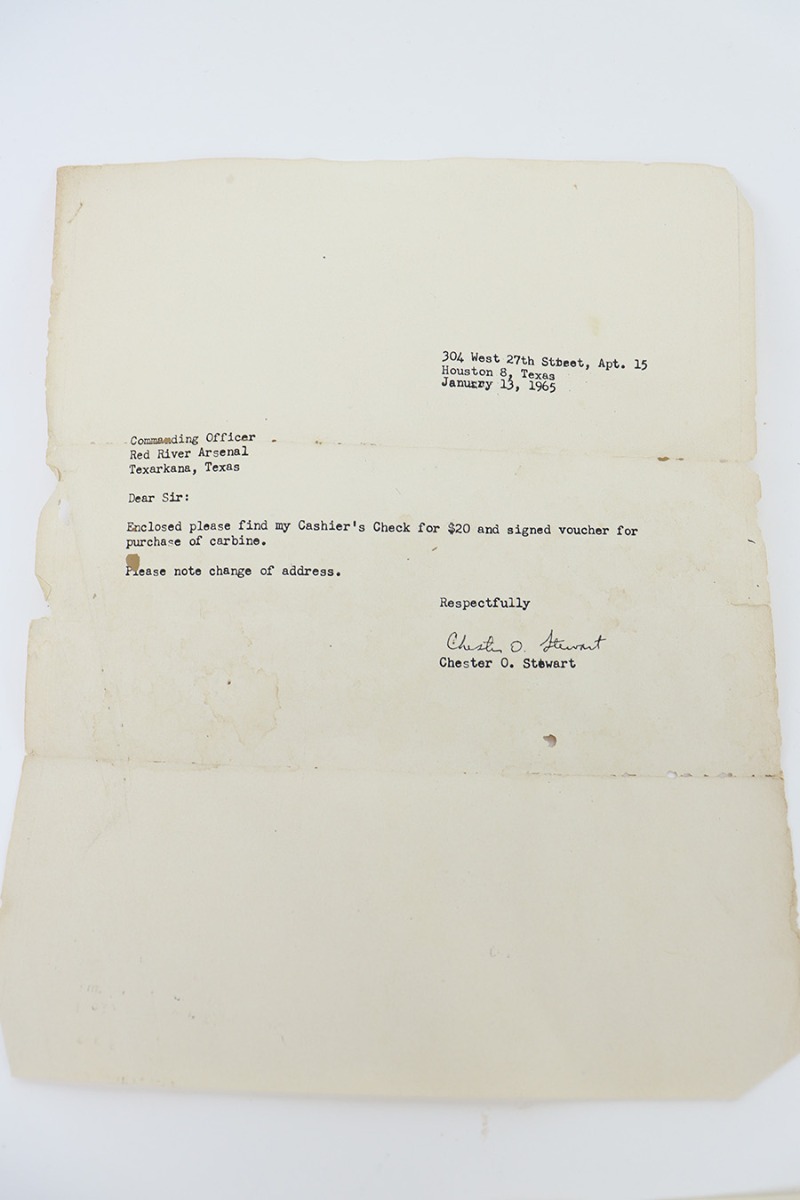 304 West 27th Stbeet, Apt. 15
Houston 8, Texas
Janurry 13, 1965
Commanding Officer
Red River Arsenal
Texarkana, Texas
Dear Sir:
Enclosed please find my Cashier's Check for $20 and signed voucher for
purchase of carbine.
Please note change of address.
Respectfully
Chester O. Stewart
Chester O. Stewart